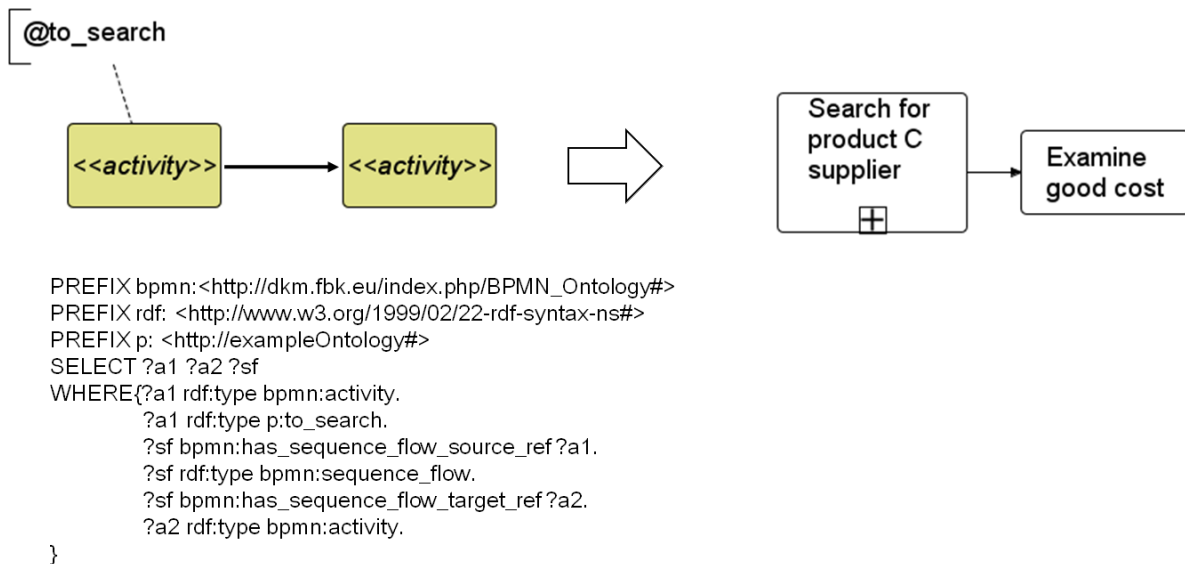 @to_search
<<activity>>
<<activity>>
Search for
product C
supplier
Examine
good cost
PREFIX bpmn:<http://dkm.fbk.eu/index.php/BPMN_Ontology#>
PREFIX rdf: <http://www.w3.org/1999/02/22-rdf-syntax-ns#>
PREFIX p: <http://exampleOntology#>
SELECT ?a1 ?a2 ?sf
WHERE{?a1 rdf:type bpmn:activity.
?a1 rdf:type p:to_search.
?sf bpmn:has_sequence_flow_source_ref ?a1.
?sf rdf:type bpmn:sequence_flow.
?sf bpmn:has_sequence_flow_target_ref ?a2.
?a2 rdf:type bpmn:activity.
}